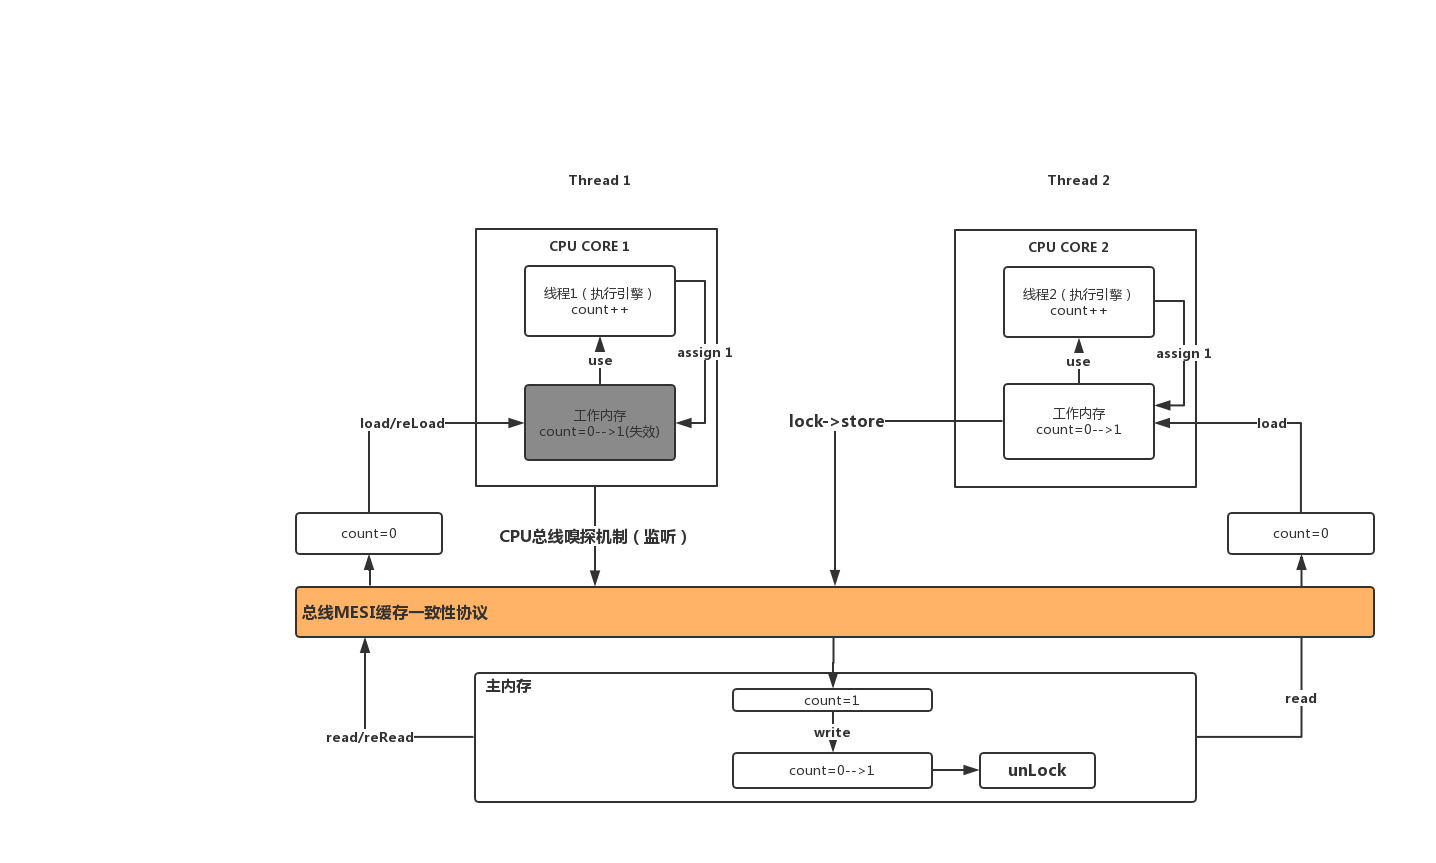 Thread 1
Thread 2
CPU CORE 1
CPU CORE 2
线程1（执行引擎）
count++
线程2（执行引擎）
count++
assign 1
assign 1
use
use
工作内存
count=0-->1(失效)
工作内存
count=0-->1
load/reLoad
lock->store
load
count=0
CPU总线嗅探机制（监听）
count=0
总线MESI缓存一致性协议
主内存
count=1
read
write
read/reRead
count=0-->1
unLock